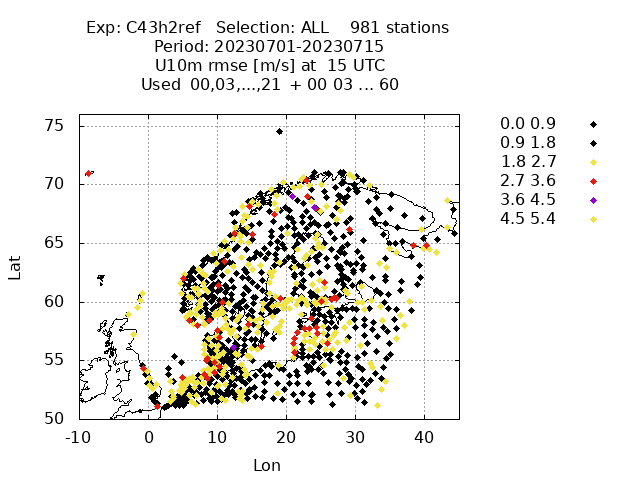 Exp: C43h2ref   Selection: ALL    981 stations
Period: 20230701-20230715
U10m rmse [m/s] at  15 UTC
Used  00,03,...,21  + 00 03 ... 60
0.0 0.9
0.9 1.8
1.8 2.7
2.7 3.6
3.6 4.5
4.5 5.4
75
70
65
60
55
50
Lat
-10 0 10 20 30 40
Lon